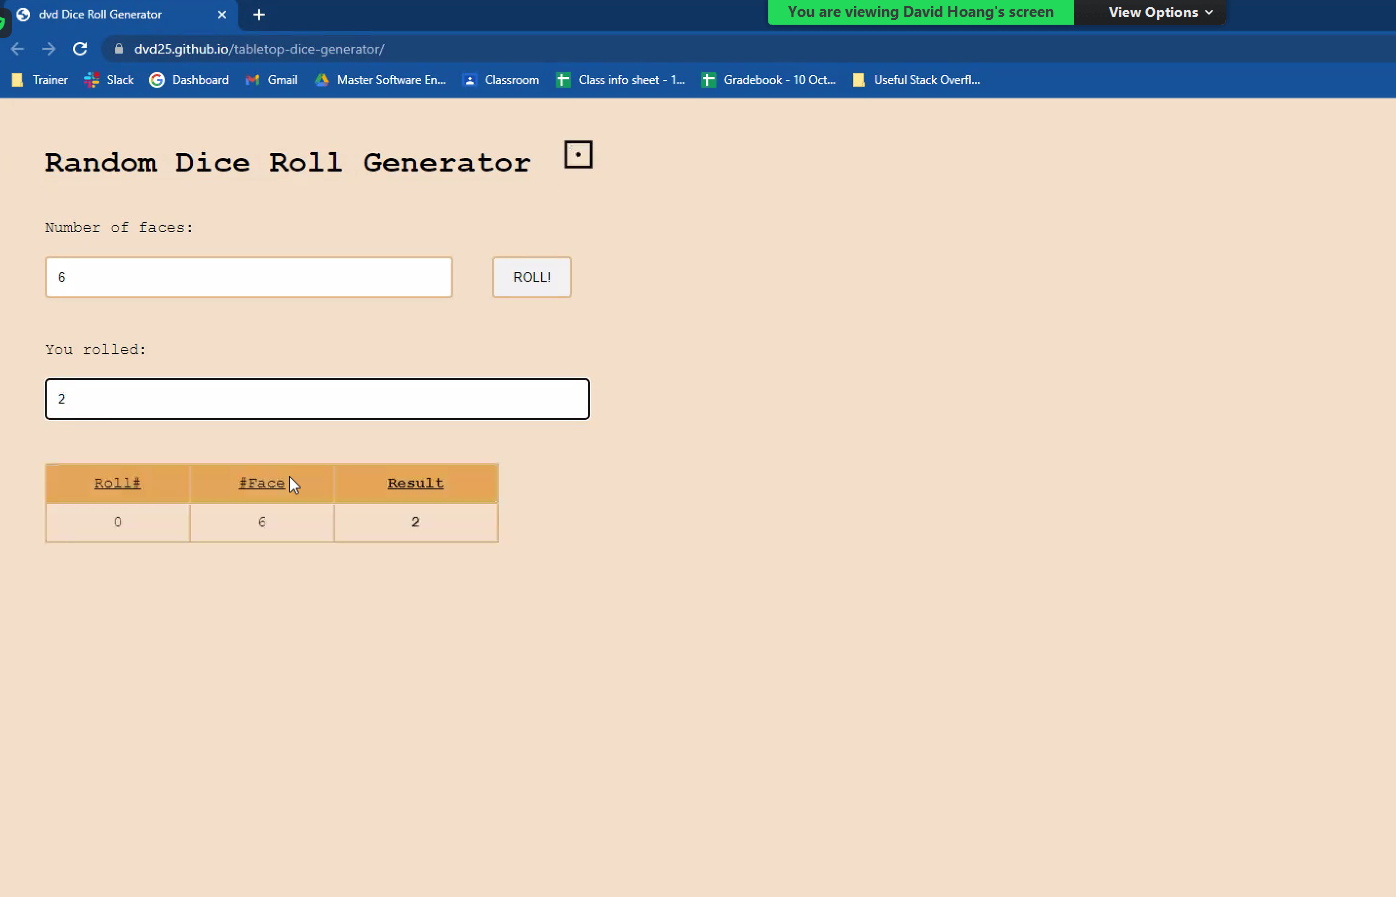 dvd Dice Roll Generator
You are viewing David Hoang's screen View Options
dvd25.github.io/tabletop-dice-generator/
Trainer Slack Dashboard Gmail Master Software En... Classroom Class info sheet - 1... Gradebook - 10 Oct... Useful Stack Overfl...
Random Dice Roll Generator
Number of faces:
6 ROLL!
You rolled:
2
Roll# #Face Result
0 6 2